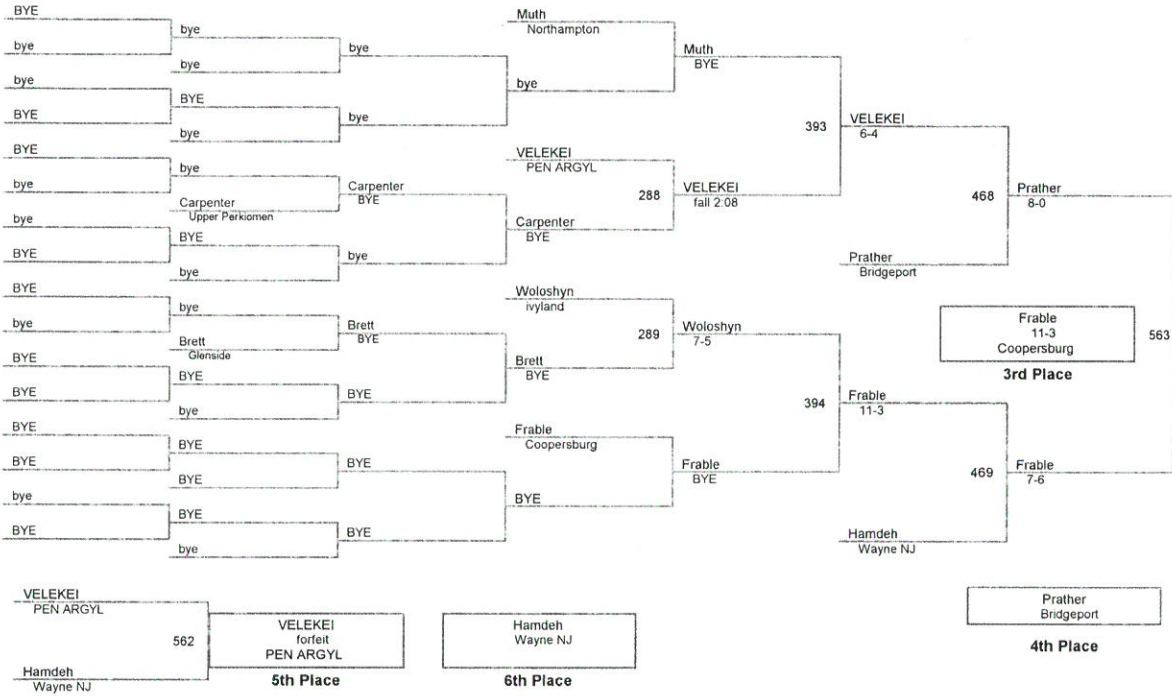 BYE
bye
bye
BYE
BYE
bye
bye
BYE
BYE
bye
BYE
BYE
BYE
BYE
bye
BYE
bye
bye
BYE
bye
bye
Carpenter
Upper Perkiomen
BYE
bye
bye
Brett
Glenside
BYE
bye
BYE
BYE
BYE
bye
bye
bye
Carpenter
BYE
bye
Brett
BYE
BYE
BYE
BYE
Muth
Northampton
bye
VELEKEI
PEN ARGYL
288
Carpenter
BYE
Woloshyn
ivyland
289
Brett
BYE
Frable
Coopersburg
BYE
Muth
BYE
393
VELEKEI
fall 2:08
Woloshyn
7-5
394
Frable
BYE
VELEKEI
6-4
468
Prather
Bridgeport
Frable
11-3
469
Hamdeh
Wayne NJ
Prather
8-0
Frable
11-3
Coopersburg
563
3rd Place
Frable
7-6
VELEKEI
PEN ARGYL
562
Hamdeh
Wayne NJ
VELEKEI
forfeit
PEN ARGYL
5th Place
Hamdeh
Wayne NJ
6th Place
Prather
Bridgeport
4th Place